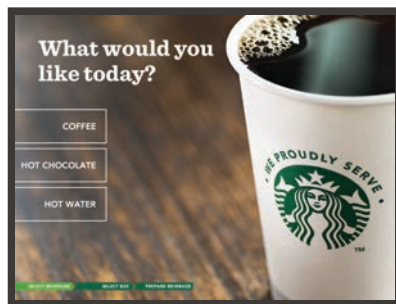 What would you
like today?
COFFEE
HOT CHOCOLATE
HOT WATER
• WE PROUDLY SERVE •
TM
SELECT BEVERAGE
SELECT SIZE
PREPARE BEVERAGE